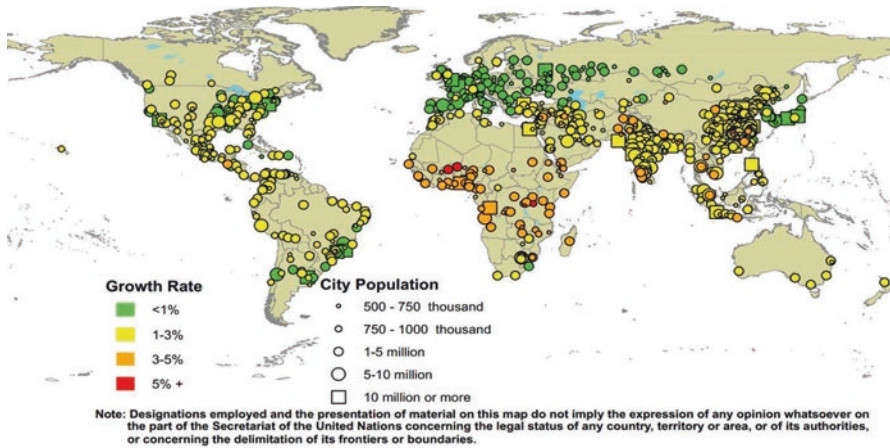 Growth Rate
<1%
1-3%
3-5%
5% +
City Population
500 - 750 thousand
750 - 1000 thousand
1-5 million
5-10 million
10 million or more
Note: Designations employed and the presentation of material on this map do not imply the expression of any opinion whatsoever on
the part of the Secretariat of the United Nations concerning the legal status of any country, territory or area, or of its authorities,
or concerning the delimitation of its frontiers or boundaries.